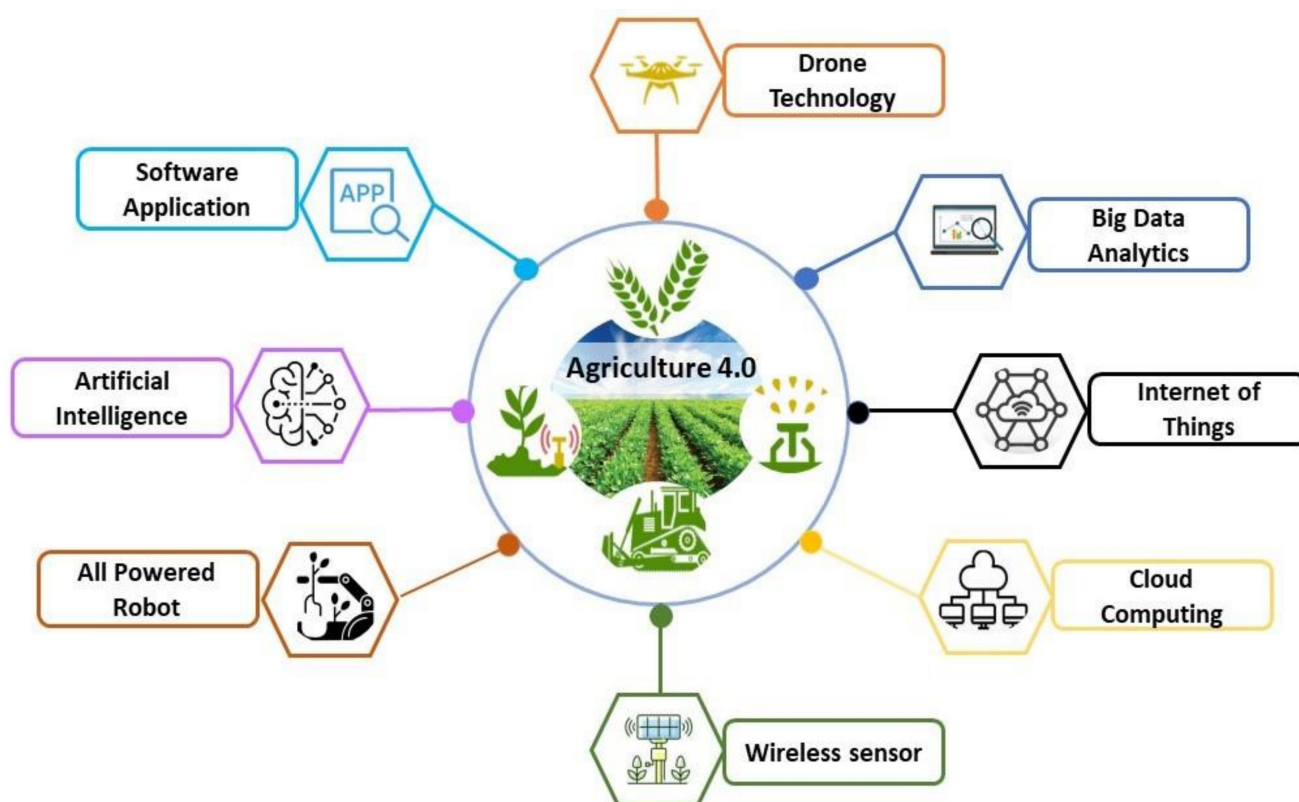 Drone
Technology
Software
Application
APP
Big Data
Analytics
Agriculture 4.0
Artificial
Intelligence
Internet of
Things
All Powered
Robot
Cloud
Computing
Wireless sensor